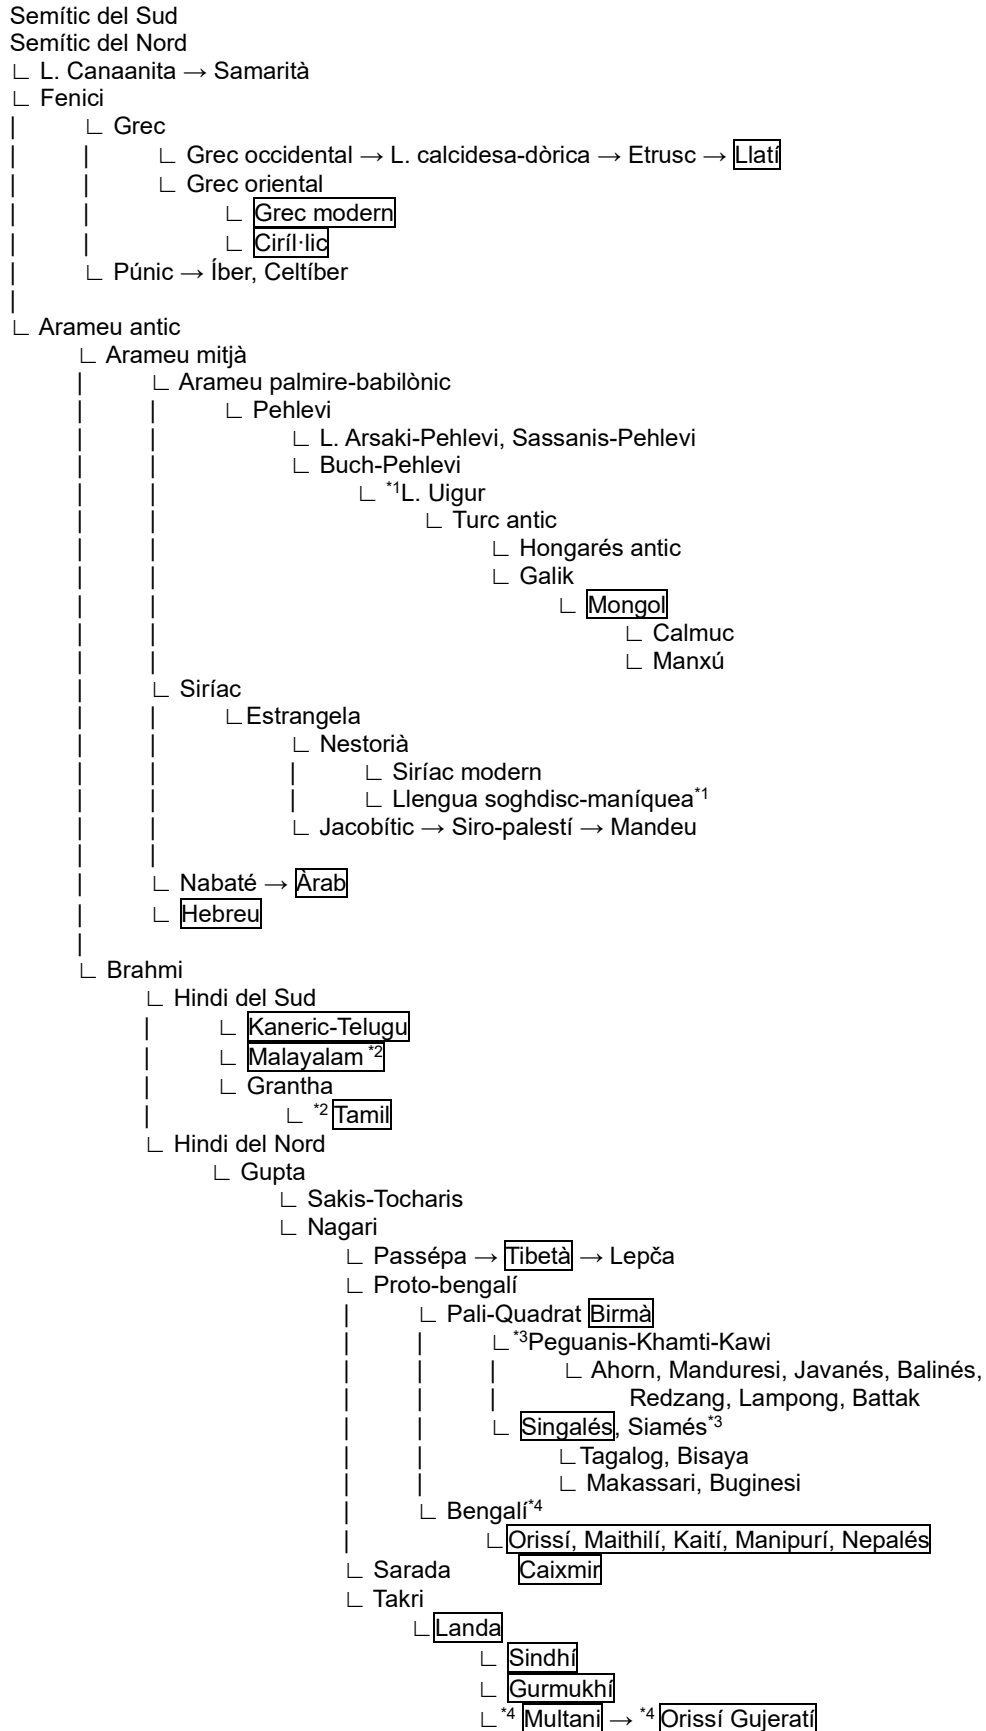 Semític del Sud
Semític del Nord
∟ L. Canaanita → Samarità
∟ Fenici
| ∟ Grec
| | ∟ Grec occidental → L. calcidesa-dòrica → Etrusc → Llatí
| | ∟ Grec oriental
| | ∟ Grec modern
| | ∟ Ciríl·lic
| ∟ Púnic → Íber, Celtíber
|
∟ Arameu antic
∟ Arameu mitjà
| ∟ Arameu palmire-babilònic
| | ∟ Pehlevi
| | ∟ L. Arsaki-Pehlevi, Sassanis-Pehlevi
| | ∟ Buch-Pehlevi
| | ∟ *1L. Uigur
| | ∟ Turc antic
| | ∟ Hongarés antic
| | ∟ Galik
| | ∟ Mongol
| | ∟ Calmuc
| | ∟ Manxú
| ∟ Siríac
| | ∟Estrangela
| | ∟ Nestorià
| | | ∟ Siríac modern
| | | ∟ Llengua soghdisc-maníquea*1
| | ∟ Jacobític → Siro-palestí → Mandeu
| |
| ∟ Nabaté → Àrab
| ∟ Hebreu
|
∟ Brahmi
∟ Hindi del Sud
| ∟ Kaneric-Telugu
| ∟ Malayalam *2
| ∟ Grantha
| ∟ *2 Tamil
∟ Hindi del Nord
∟ Gupta
∟ Sakis-Tocharis
∟ Nagari
∟ Passépa → Tibetà → Lepča
∟ Proto-bengalí
| ∟ Pali-Quadrat Birmà
| | ∟*3Peguanis-Khamti-Kawi
| | | ∟ Ahorn, Manduresi, Javanés, Balinés,
| | | Redzang, Lampong, Battak
| | ∟ Singalés, Siamés*3
| | ∟Tagalog, Bisaya
| | ∟ Makassari, Buginesi
| ∟ Bengalí*4
| ∟Orissí, Maithilí, Kaití, Manipurí, Nepalés
∟ Sarada Caixmir
∟ Takri
∟Landa
∟ Sindhí
∟ Gurmukhí
∟*4 Multani → *4 Orissí Gujeratí